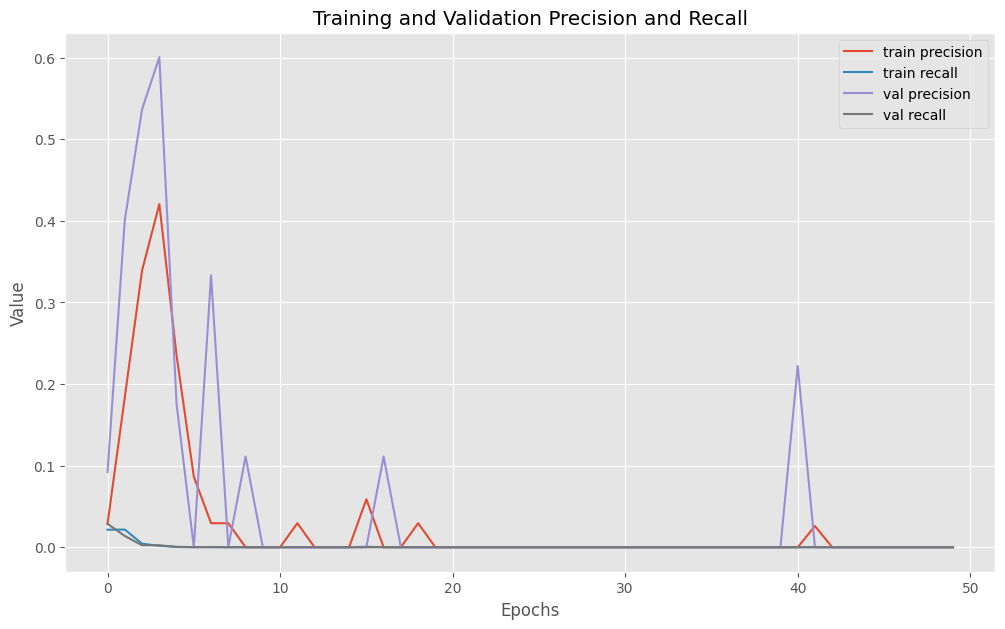 Training and Validation Precision and Recall
train precision
train recall
val precision
val recall
0.6
0.5
0.4
0.3
0.2
0.1
0.0
Value
0
10
20
30
40
50
Epochs